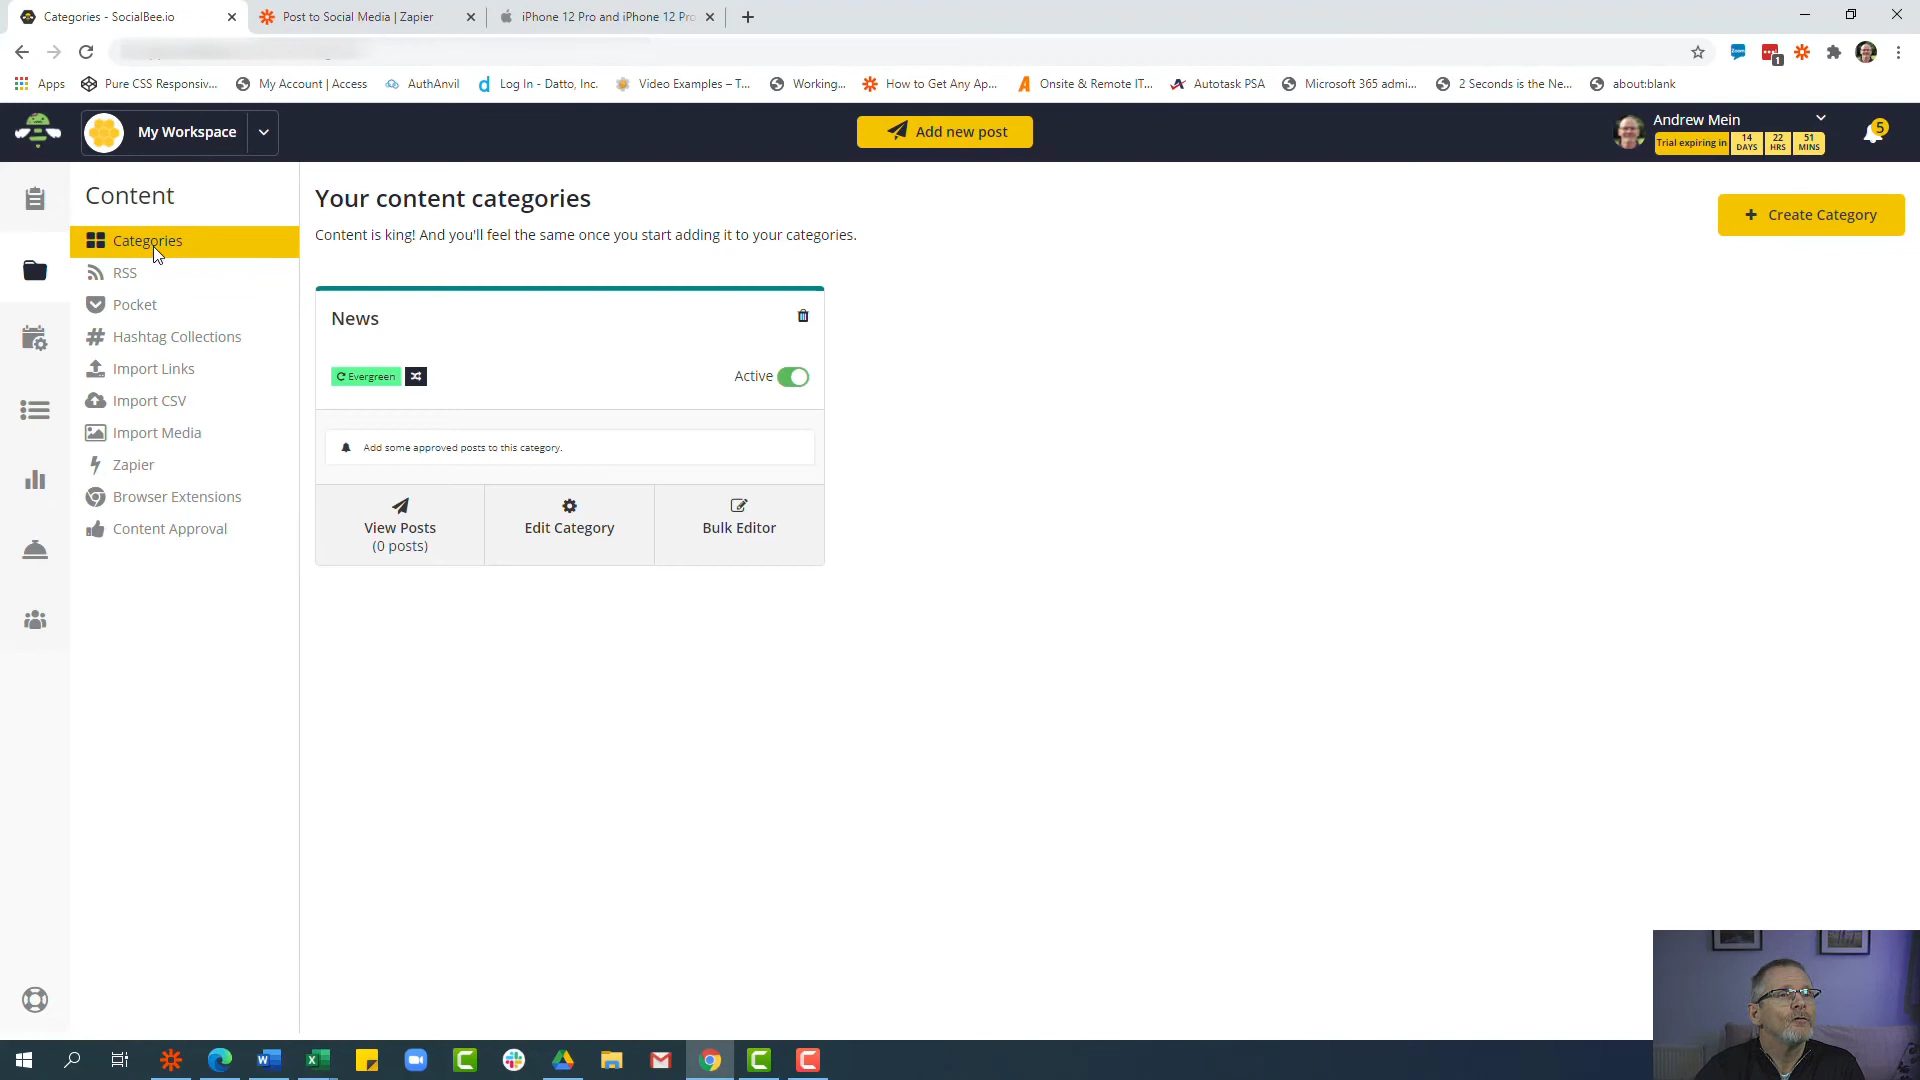 Categories - SocialBee.io
Post to Social Media | Zapier
iPhone 12 Pro and iPhone 12 Pro
1
Apps
Pure CSS Responsiv...
My Account | Access
AuthAnvil
Log In - Datto, Inc.
Video Examples – T...
Working...
How to Get Any Ap...
Onsite & Remote IT...
Autotask PSA
Microsoft 365 admi...
2 Seconds is the Ne...
about:blank
My Workspace
Add new post
Andrew Mein
Trial expiring in
14 DAYS
22 HRS
51 MINS
5
Content
Categories
RSS
Pocket
Hashtag Collections
Import Links
Import CSV
Import Media
Zapier
Browser Extensions
Content Approval
Your content categories
Content is king! And you'll feel the same once you start adding it to your categories.
+ Create Category
News
Evergreen
Active
Add some approved posts to this category.
View Posts
(0 posts)
Edit Category
Bulk Editor